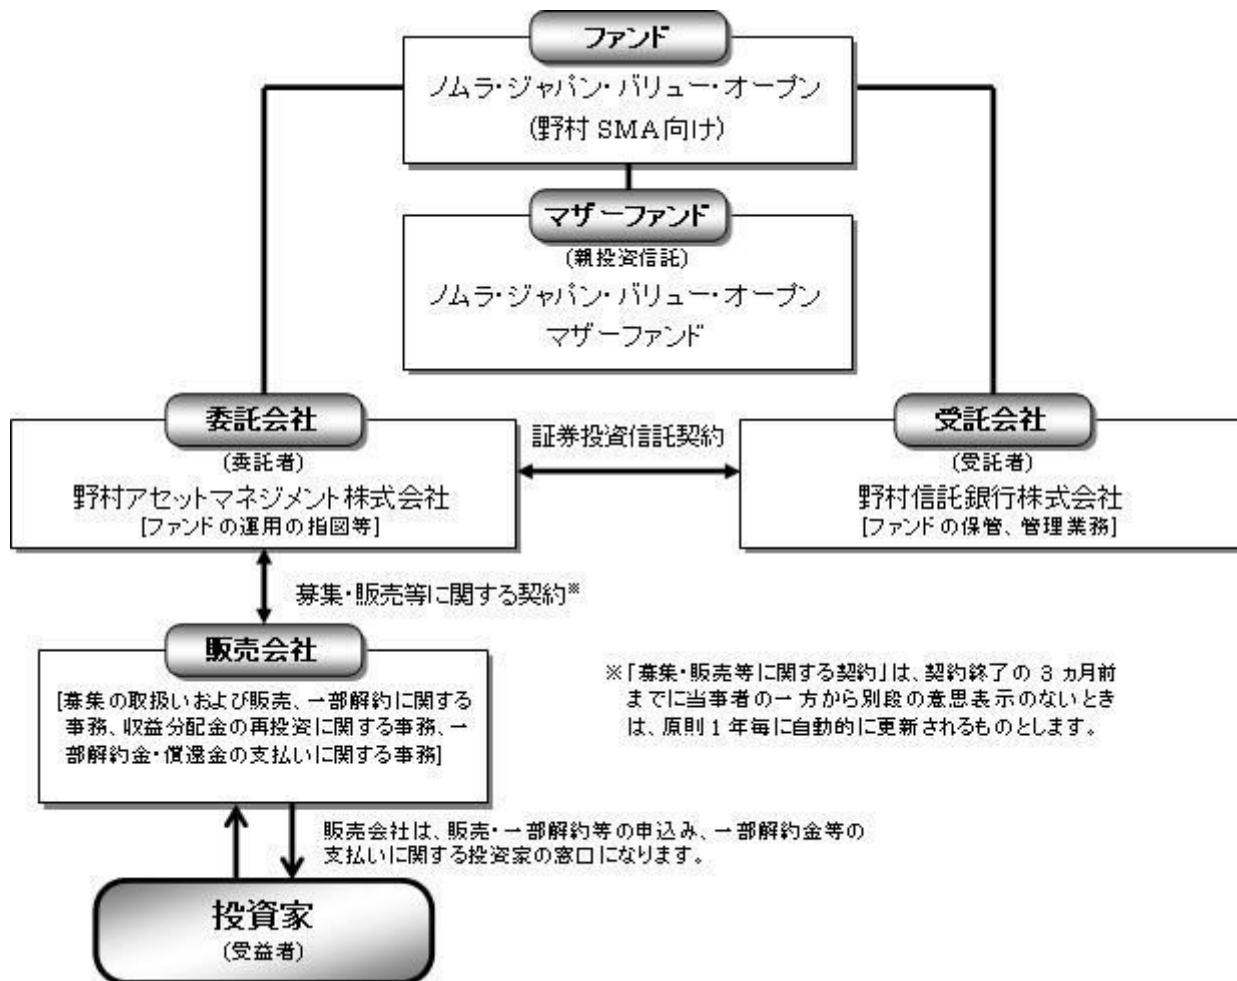 ファンド
ノムラ・ジャパン・バリュー・オープン
(野村 SMA 向け)
マザーファンド
(親投資信託)
ノムラ・ジャパン・バリュー・オープン
マザーファンド
委託会社
(委託者)
野村アセットマネジメント株式会社
[ファンドの運用の指図等]
証券投資信託契約
受託会社
(受託者)
野村信託銀行株式会社
[ファンドの保管、管理業務]
募集・販売等に関する契約※
販売会社
[募集の取扱いおよび販売、一部解約に関する
事務、収益分配金の再投資に関する事務、一
部解約金・償還金の支払いに関する事務]
※「募集・販売等に関する契約」は、契約終了の 3 ヵ月前
までに当事者の一方から別段の意思表示のないとき
は、原則 1 年毎に自動的に更新されるものとします。
販売会社は、販売・一部解約等の申込み、一部解約金等の
支払いに関する投資家の窓口になります。
投資家
(受益者)